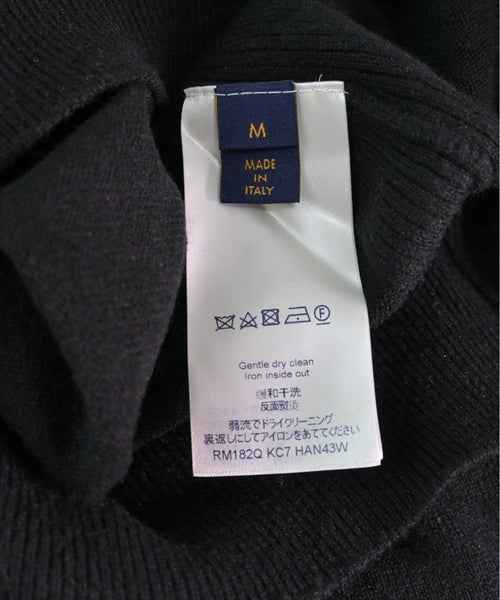 M
MADE
IN
ITALY
Gentle dry clean
Iron inside out
缓和干洗
反面熨烫
弱流でドライクリーニング
裏返しにしてアイロンをあててください
RM182Q KC7 HAN43W